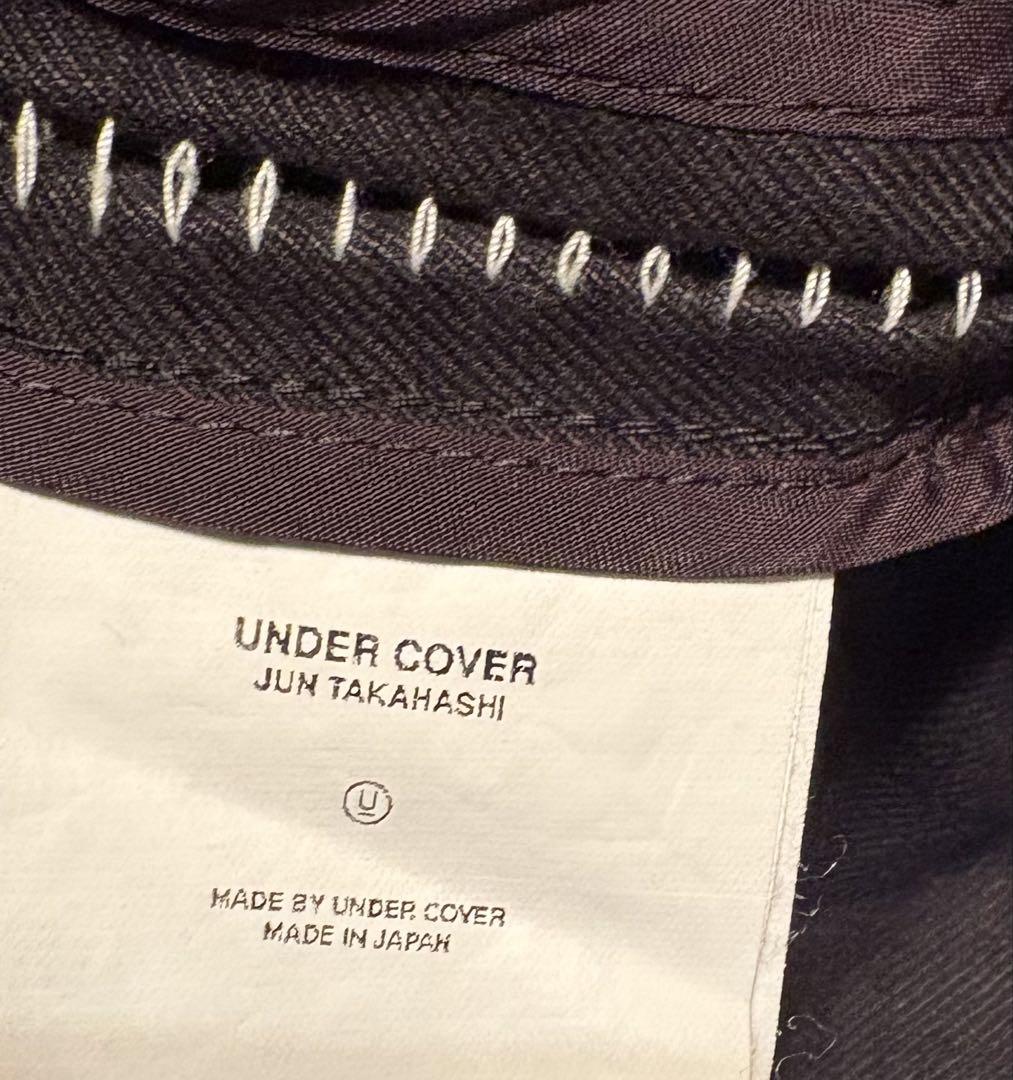 UNDER COVER
JUN TAKAHASHI
U
MADE BY UNDER COVER
MADE IN JAPAN